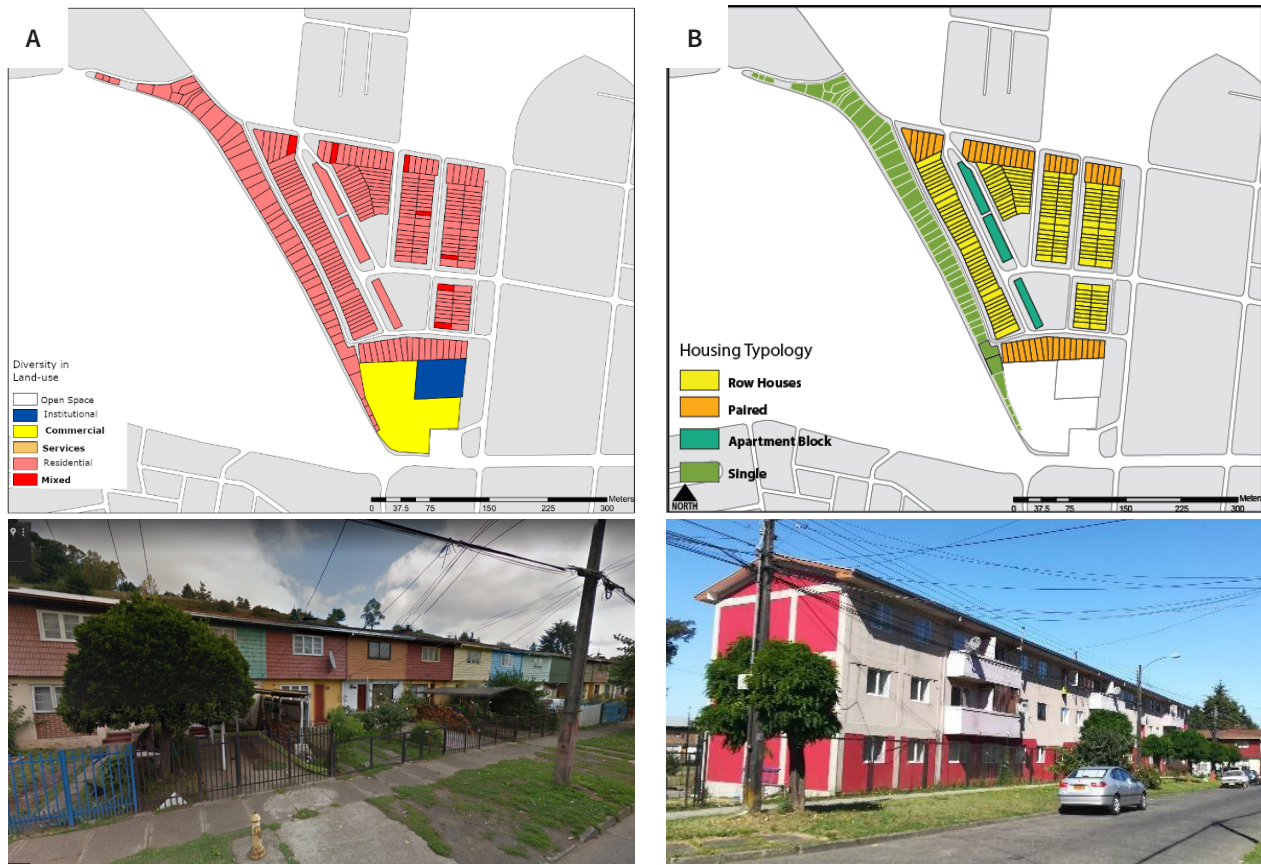 A
Diversity in
Land-use
Open Space
Institutional
Commercial
Services
Residential
Mixed
Meters
0 37.5 75 150 225 300
B
Housing Typology
Row Houses
Paired
Apartment Block
Single
NORTH
Meters
0 37.5 75 150 225 300